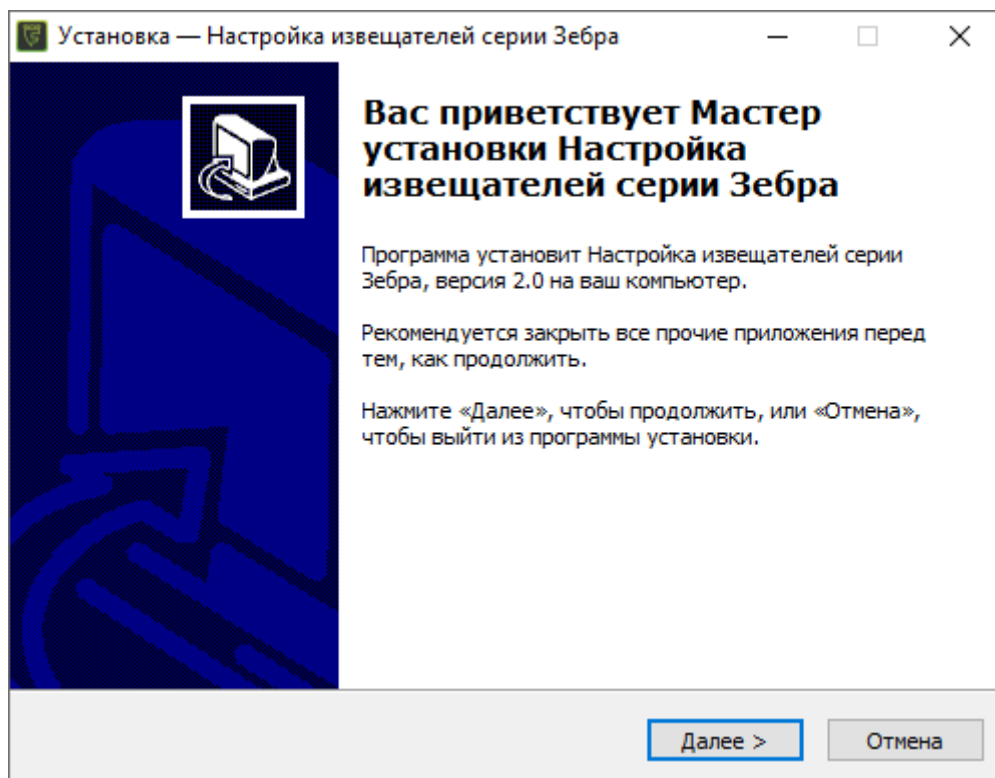 Установка — Настройка извещателей серии Зебра
Вас приветствует Мастер
установки Настройка
извещателей серии Зебра
Программа установит Настройка извещателей серии
Зебра, версия 2.0 на ваш компьютер.
Рекомендуется закрыть все прочие приложения перед
тем, как продолжить.
Нажмите «Далее», чтобы продолжить, или «Отмена»,
чтобы выйти из программы установки.
Далее >
Отмена